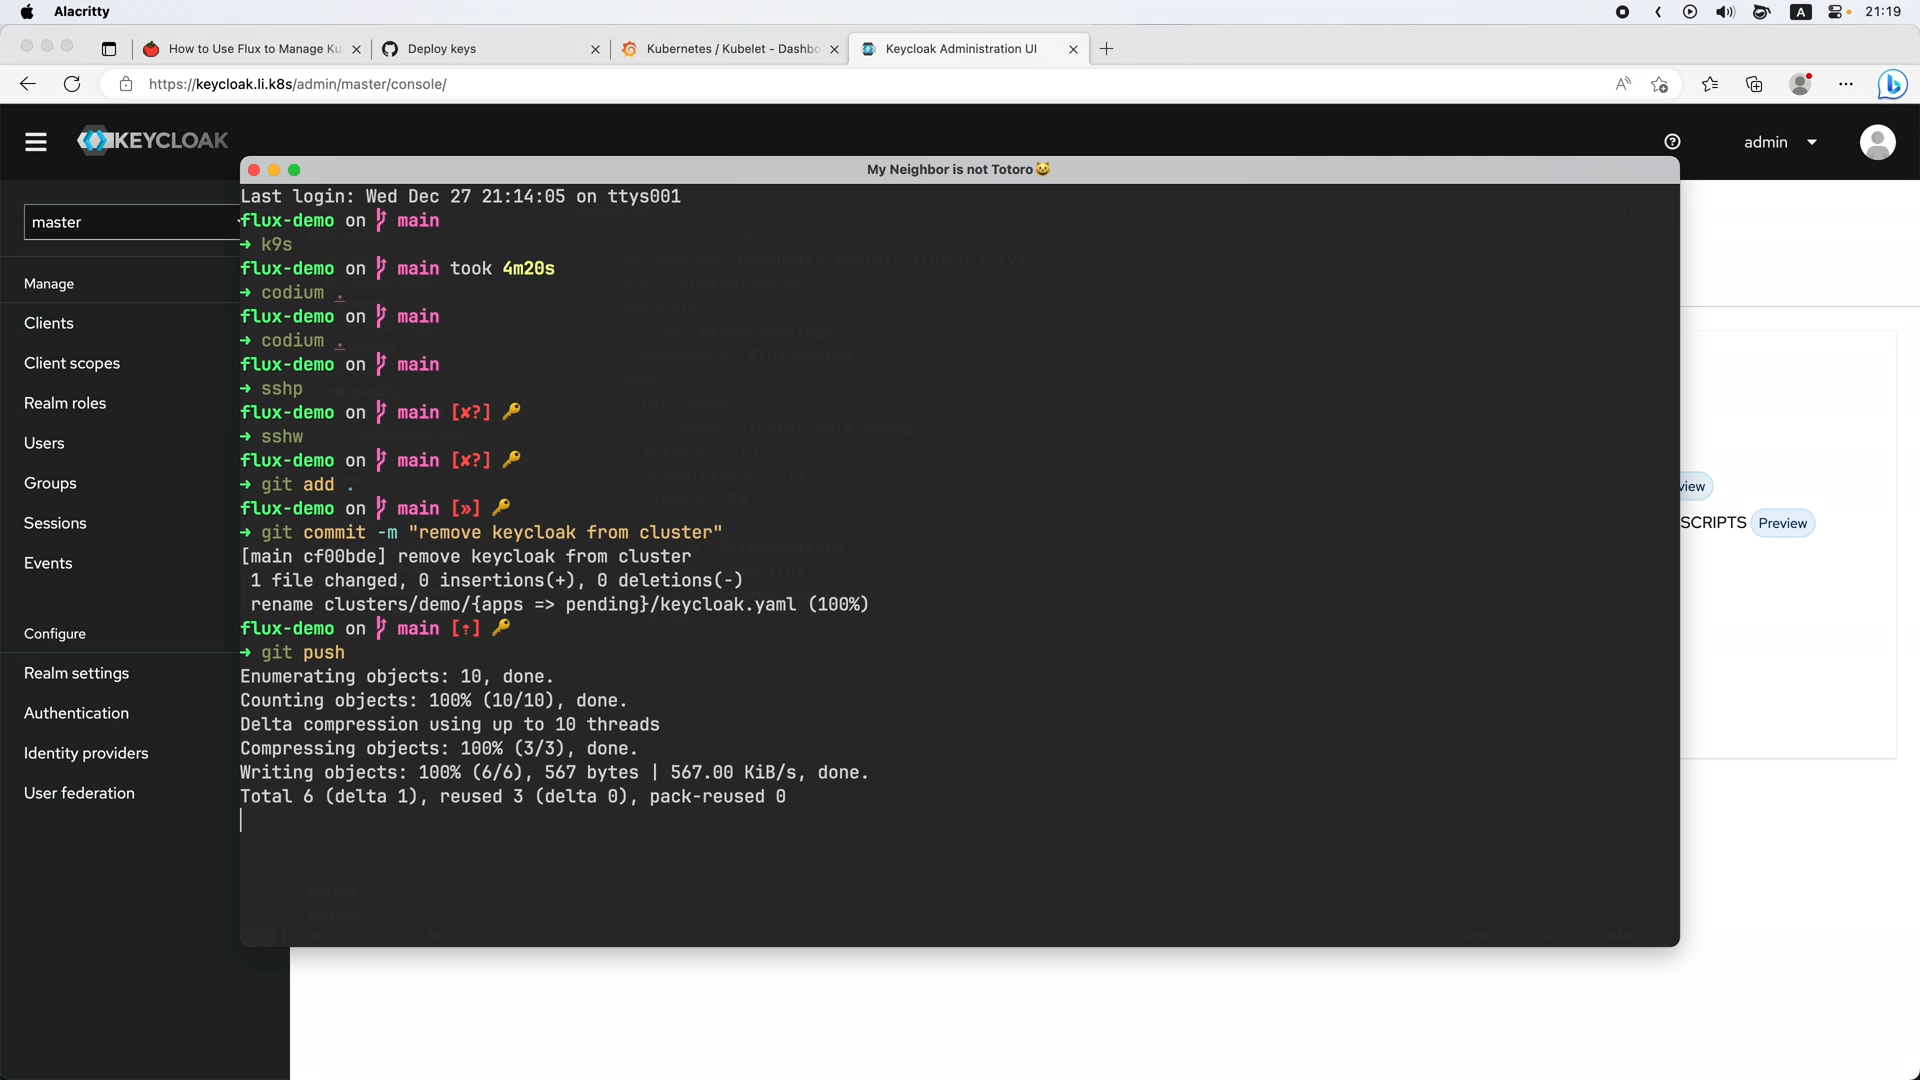 Alacritty
A
21:19
How to Use Flux to Manage Ku
Deploy keys
Kubernetes / Kubelet - Dashbo
Keycloak Administration UI
https://keycloak.li.k8s/admin/master/console/
KEYCLOAK
admin
My Neighbor is not Totoro😺
master
Manage
Clients
Client scopes
Realm roles
Users
Groups
Sessions
Events
Configure
Realm settings
Authentication
Identity providers
User federation
Last login: Wed Dec 27 21:14:05 on ttys001
flux-demo on main
→ k9s
flux-demo on main took 4m20s
→ codium .
flux-demo on main
→ codium .
flux-demo on main
→ sshp
flux-demo on main [✘?] 🔑
→ sshw
flux-demo on main [✘?] 🔑
→ git add .
flux-demo on main [»] 🔑
→ git commit -m "remove keycloak from cluster"
[main cf00bde] remove keycloak from cluster
1 file changed, 0 insertions(+), 0 deletions(-)
rename clusters/demo/{apps => pending}/keycloak.yaml (100%)
flux-demo on main [⇡] 🔑
→ git push
Enumerating objects: 10, done.
Counting objects: 100% (10/10), done.
Delta compression using up to 10 threads
Compressing objects: 100% (3/3), done.
Writing objects: 100% (6/6), 567 bytes | 567.00 KiB/s, done.
Total 6 (delta 1), reused 3 (delta 0), pack-reused 0
view
SCRIPTS Preview